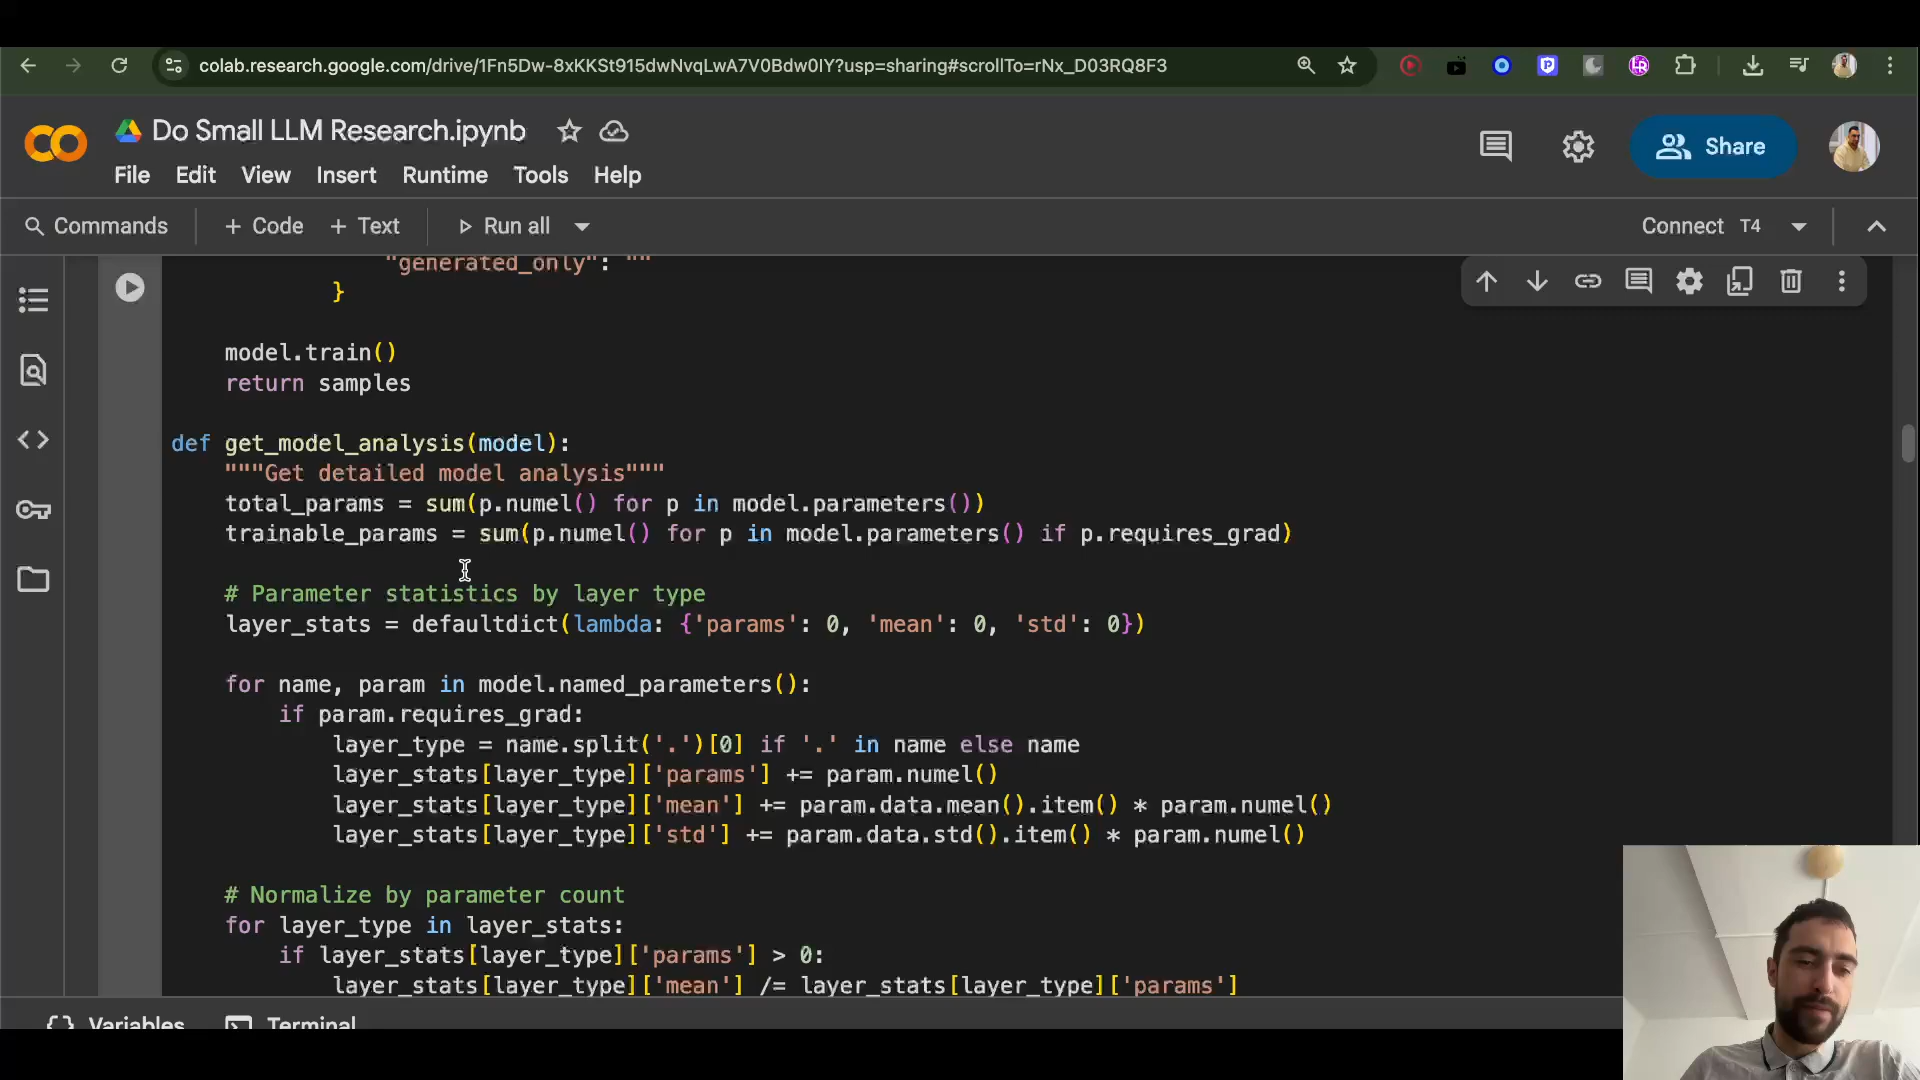 colab.research.google.com/drive/1Fn5Dw-8xKKSt915dwNvqLwA7V0Bdw0lY?usp=sharing#scrollTo=rNx_D03RQ8F3
Do Small LLM Research.ipynb
Share
File Edit View Insert Runtime Tools Help
Commands + Code + Text Run all Connect T4
"generated_only": ""
}
model.train()
return samples
def get_model_analysis(model):
"""Get detailed model analysis"""
total_params = sum(p.numel() for p in model.parameters())
trainable_params = sum(p.numel() for p in model.parameters() if p.requires_grad)
# Parameter statistics by layer type
layer_stats = defaultdict(lambda: {'params': 0, 'mean': 0, 'std': 0})
for name, param in model.named_parameters():
if param.requires_grad:
layer_type = name.split('.')[0] if '.' in name else name
layer_stats[layer_type]['params'] += param.numel()
layer_stats[layer_type]['mean'] += param.data.mean().item() * param.numel()
layer_stats[layer_type]['std'] += param.data.std().item() * param.numel()
# Normalize by parameter count
for layer_type in layer_stats:
if layer_stats[layer_type]['params'] > 0:
layer_stats[layer_type]['mean'] /= layer_stats[layer_type]['params']
Variables Terminal